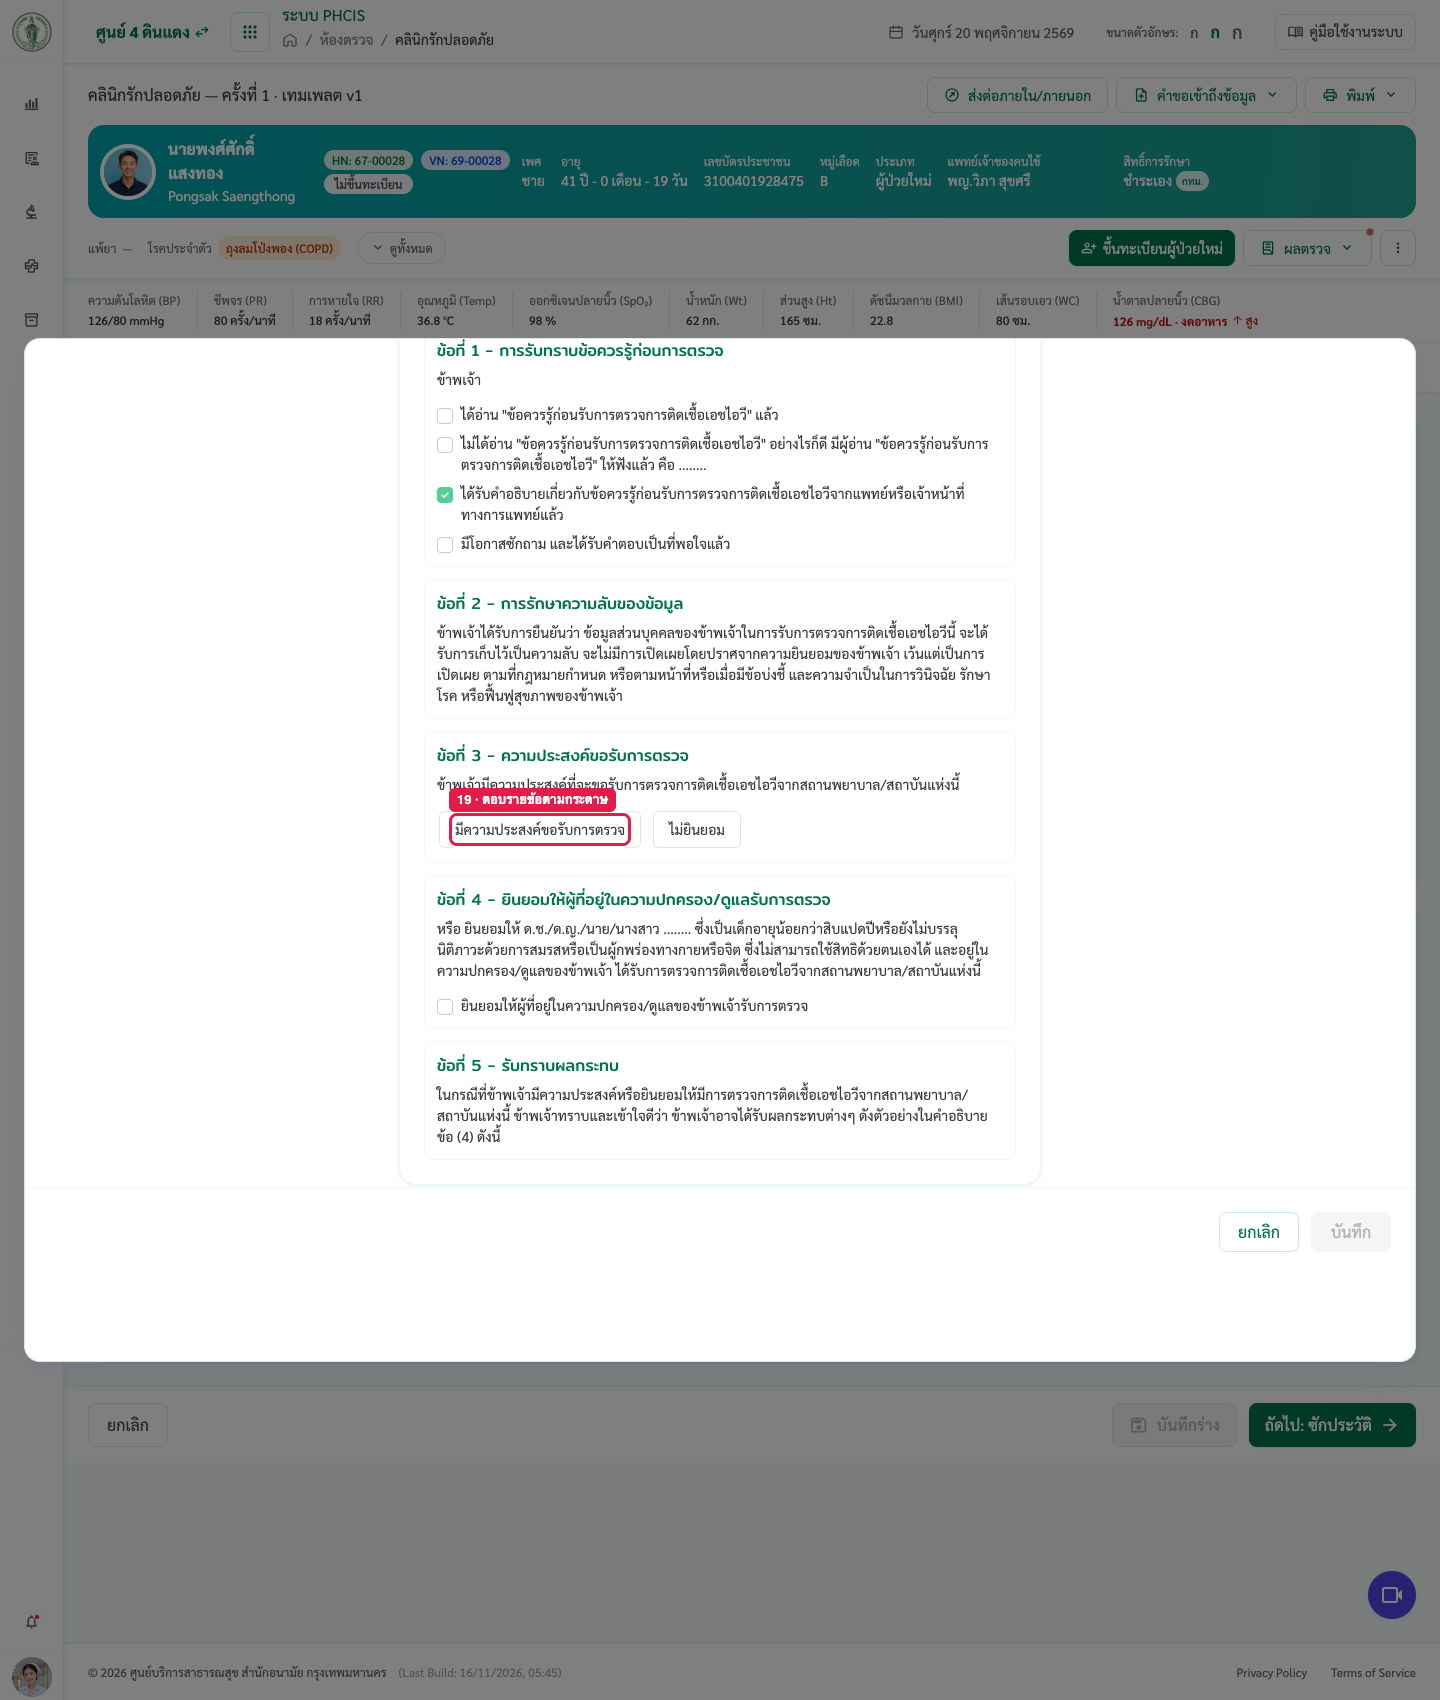 ศูนย์ 4 ดินแดง
ระบบ PHCIS
/ ห้องตรวจ / คลินิกรักปลอดภัย
วันศุกร์ 20 พฤศจิกายน 2569
ขนาดตัวอักษร: ก ก ก
คู่มือใช้งานระบบ
คลินิกรักปลอดภัย — ครั้งที่ 1 · เทมเพลต v1
ส่งต่อภายใน/ภายนอก
คำขอเข้าถึงข้อมูล
พิมพ์
นายพงศ์ศักดิ์
แสงทอง
Pongsak Saengthong
HN: 67-00028
VN: 69-00028
ไม่ขึ้นทะเบียน
เพศ
ชาย
อายุ
41 ปี - 0 เดือน - 19 วัน
เลขบัตรประชาชน
3100401928475
หมู่เลือด
B
ประเภท
ผู้ป่วยใหม่
แพทย์เจ้าของคนไข้
พญ.วิภา สุขศรี
สิทธิ์การรักษา
ชำระเอง กทม.
แพ้ยา —
โรคประจำตัว ถุงลมโป่งพอง (COPD)
ดูทั้งหมด
ขึ้นทะเบียนผู้ป่วยใหม่
ผลตรวจ
ความดันโลหิต (BP)
126/80 mmHg
ชีพจร (PR)
80 ครั้ง/นาที
การหายใจ (RR)
18 ครั้ง/นาที
อุณหภูมิ (Temp)
36.8 °C
ออกซิเจนปลายนิ้ว (SpO₂)
98 %
น้ำหนัก (Wt)
62 กก.
ส่วนสูง (Ht)
165 ซม.
ดัชนีมวลกาย (BMI)
22.8
เส้นรอบเอว (WC)
80 ซม.
น้ำตาลปลายนิ้ว (CBG)
126 mg/dL · งดอาหาร ↑ สูง
ข้อที่ 1 - การรับทราบข้อควรรู้ก่อนการตรวจ
ข้าพเจ้า
ได้อ่าน "ข้อควรรู้ก่อนรับการตรวจการติดเชื้อเอชไอวี" แล้ว
ไม่ได้อ่าน "ข้อควรรู้ก่อนรับการตรวจการติดเชื้อเอชไอวี" อย่างไรก็ดี มีผู้อ่าน "ข้อควรรู้ก่อนรับการ
ตรวจการติดเชื้อเอชไอวี" ให้ฟังแล้ว คือ ........
ได้รับคำอธิบายเกี่ยวกับข้อควรรู้ก่อนรับการตรวจการติดเชื้อเอชไอวีจากแพทย์หรือเจ้าหน้าที่
ทางการแพทย์แล้ว
มีโอกาสซักถาม และได้รับคำตอบเป็นที่พอใจแล้ว
ข้อที่ 2 - การรักษาความลับของข้อมูล
ข้าพเจ้าได้รับการยืนยันว่า ข้อมูลส่วนบุคคลของข้าพเจ้าในการรับการตรวจการติดเชื้อเอชไอวีนี้ จะได้
รับการเก็บไว้เป็นความลับ จะไม่มีการเปิดเผยโดยปราศจากความยินยอมของข้าพเจ้า เว้นแต่เป็นการ
เปิดเผย ตามที่กฎหมายกำหนด หรือตามหน้าที่หรือเมื่อมีข้อบ่งชี้ และความจำเป็นในการวินิจฉัย รักษา
โรค หรือฟื้นฟูสุขภาพของข้าพเจ้า
ข้อที่ 3 - ความประสงค์ขอรับการตรวจ
ข้าพเจ้ามีความประสงค์ที่จะขอรับการตรวจการติดเชื้อเอชไอวีจากสถานพยาบาล/สถาบันแห่งนี้
19 · ตอบรายข้อตามกระดาษ
มีความประสงค์ขอรับการตรวจ
ไม่ยินยอม
ข้อที่ 4 - ยินยอมให้ผู้ที่อยู่ในความปกครอง/ดูแลรับการตรวจ
หรือ ยินยอมให้ ด.ช./ด.ญ./นาย/นางสาว ........ ซึ่งเป็นเด็กอายุน้อยกว่าสิบแปดปีหรือยังไม่บรรลุ
นิติภาวะด้วยการสมรสหรือเป็นผู้กพร่องทางกายหรือจิต ซึ่งไม่สามารถใช้สิทธิด้วยตนเองได้ และอยู่ใน
ความปกครอง/ดูแลของข้าพเจ้า ได้รับการตรวจการติดเชื้อเอชไอวีจากสถานพยาบาล/สถาบันแห่งนี้
ยินยอมให้ผู้ที่อยู่ในความปกครอง/ดูแลของข้าพเจ้ารับการตรวจ
ข้อที่ 5 - รับทราบผลกระทบ
ในกรณีที่ข้าพเจ้ามีความประสงค์หรือยินยอมให้มีการตรวจการติดเชื้อเอชไอวีจากสถานพยาบาล/
สถาบันแห่งนี้ ข้าพเจ้าทราบและเข้าใจดีว่า ข้าพเจ้าอาจได้รับผลกระทบต่างๆ ดังตัวอย่างในคำอธิบาย
ข้อ (4) ดังนี้
ยกเลิก
บันทึก
ยกเลิก
บันทึกร่าง
ถัดไป: ซักประวัติ
© 2026 ศูนย์บริการสาธารณสุข สำนักอนามัย กรุงเทพมหานคร (Last Build: 16/11/2026, 05:45)
Privacy Policy
Terms of Service